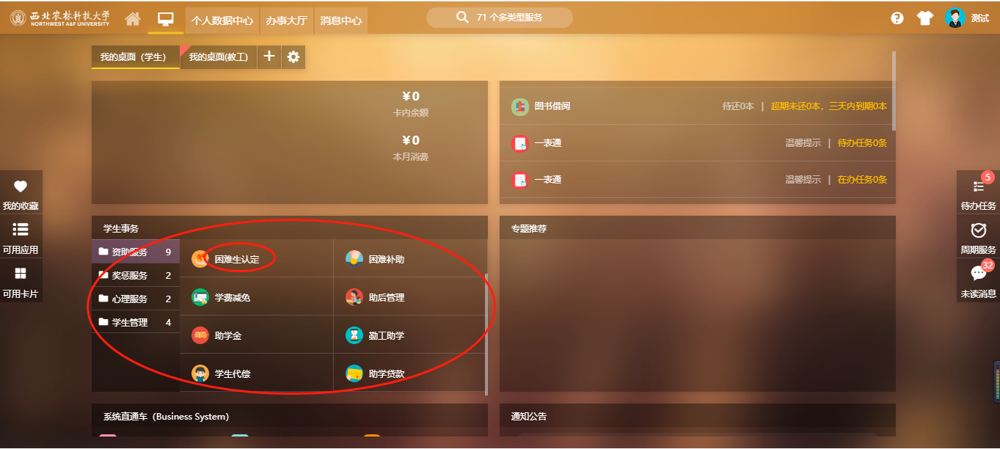 西北农林科技大学
NORTHWEST A&F UNIVERSITY
个人数据中心 办事大厅 消息中心
71 个多类型服务
测试
我的桌面（学生） 我的桌面(教工)
¥0
卡内余额
¥0
本月消费
图书借阅 待还0本 | 超期未还0本，三天内到期0本
一表通 温馨提示 | 待办任务0条
一表通 温馨提示 | 在办任务0条
我的收藏
可用应用
可用卡片
5
待办任务
周期服务
32
未读消息
学生事务
资助服务 9
奖惩服务 2
心理服务 2
学生管理 4
困难生认定 困难补助
学费减免 助后管理
助学金 勤工助学
学生代偿 助学贷款
专题推荐
系统直通车（Business System）
通知公告